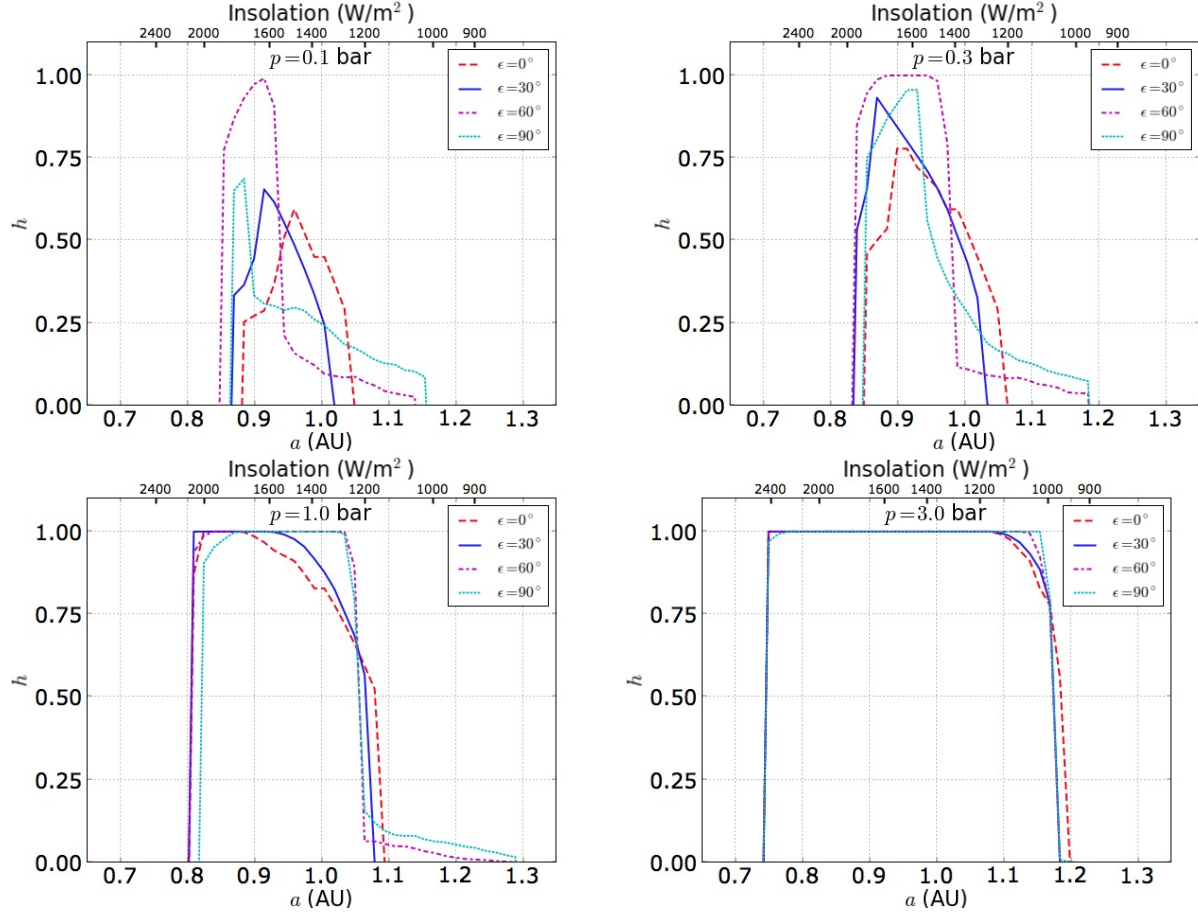 Insolation (W/m²)
2400 2000 1600 1400 1200 1000 900
p=0.1 bar
1.00
0.75
0.50
0.25
0.00
h
ϵ=0°
ϵ=30°
ϵ=60°
ϵ=90°
0.7 0.8 0.9 1.0 1.1 1.2 1.3
a (AU)
Insolation (W/m²)
2400 2000 1600 1400 1200 1000 900
p=0.3 bar
1.00
0.75
0.50
0.25
0.00
h
ϵ=0°
ϵ=30°
ϵ=60°
ϵ=90°
0.7 0.8 0.9 1.0 1.1 1.2 1.3
a (AU)
Insolation (W/m²)
2400 2000 1600 1400 1200 1000 900
p=1.0 bar
1.00
0.75
0.50
0.25
0.00
h
ϵ=0°
ϵ=30°
ϵ=60°
ϵ=90°
0.7 0.8 0.9 1.0 1.1 1.2 1.3
a (AU)
Insolation (W/m²)
2400 2000 1600 1400 1200 1000 900
p=3.0 bar
1.00
0.75
0.50
0.25
0.00
h
ϵ=0°
ϵ=30°
ϵ=60°
ϵ=90°
0.7 0.8 0.9 1.0 1.1 1.2 1.3
a (AU)